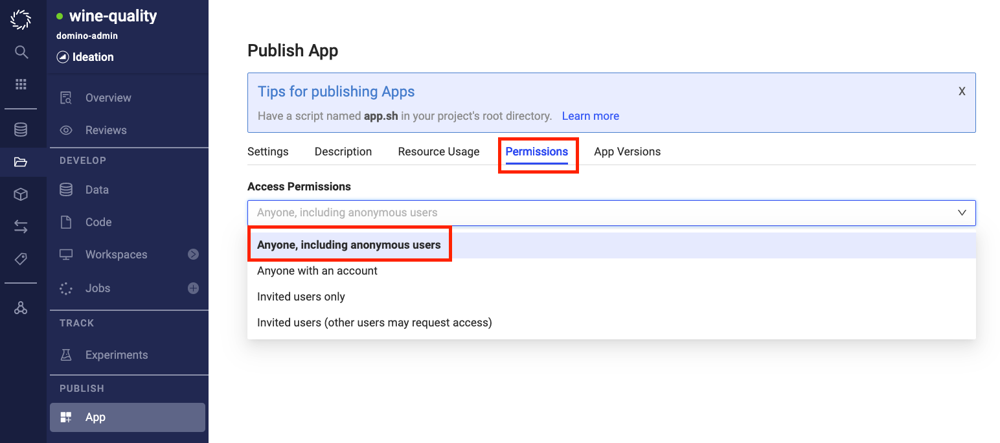 wine-quality
domino-admin
Ideation
Overview
Reviews
DEVELOP
Data
Code
Workspaces
Jobs
TRACK
Experiments
PUBLISH
App
Publish App
Tips for publishing Apps
X
Have a script named app.sh in your project's root directory. Learn more
Settings Description Resource Usage Permissions App Versions
Access Permissions
Anyone, including anonymous users
Anyone, including anonymous users
Anyone with an account
Invited users only
Invited users (other users may request access)